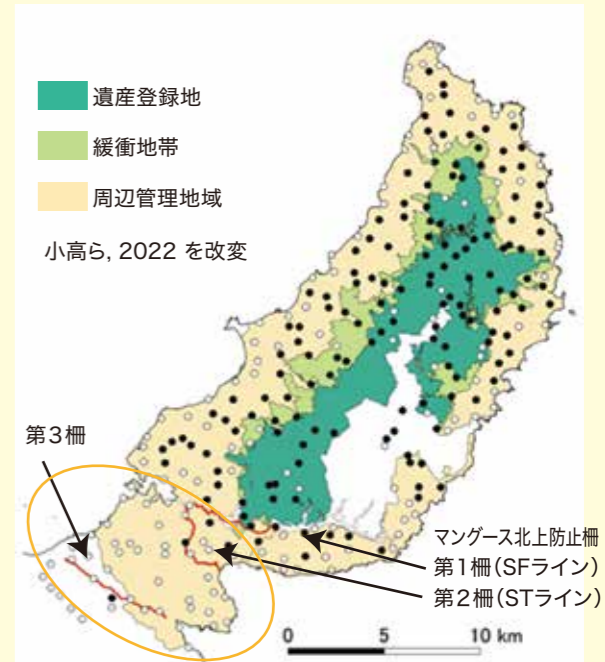 遺産登録地
緩衝地帯
周辺管理地域
小高ら, 2022 を改変
第3柵
マングース北上防止柵
第1柵(SFライン)
第2柵(STライン)
0 5 10 km